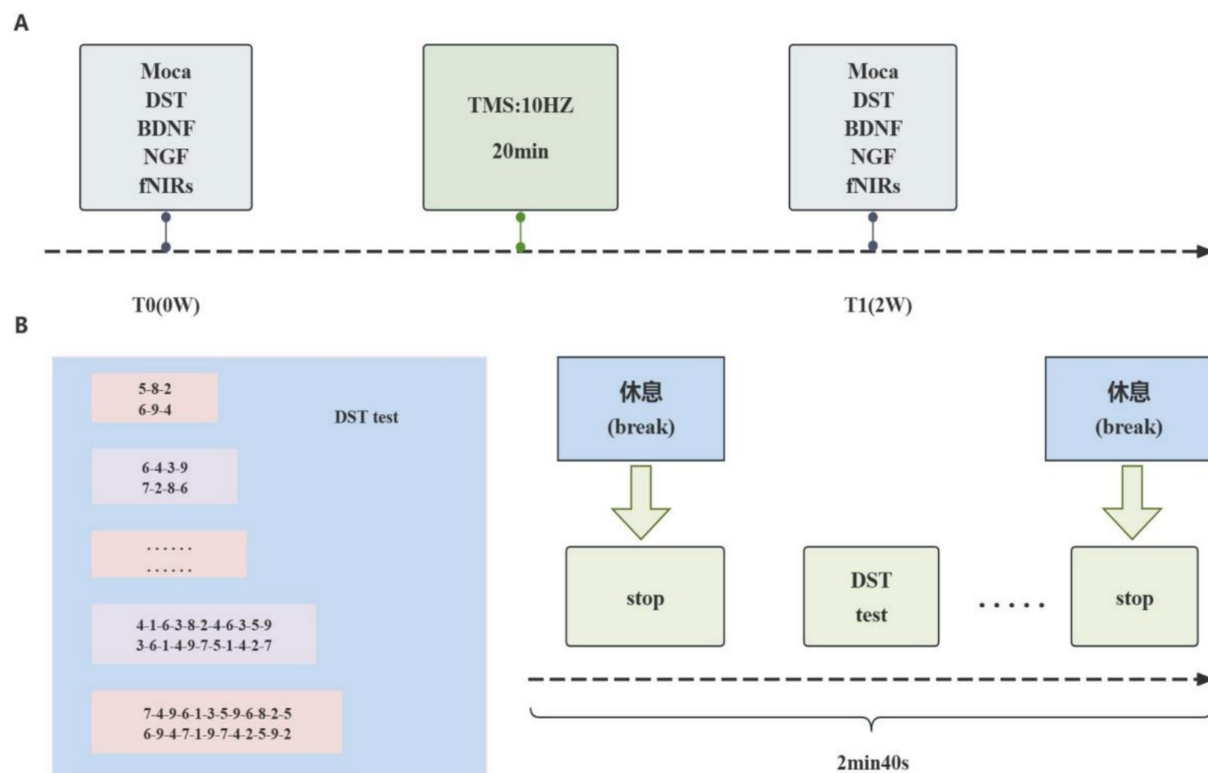 A
Moca
DST
BDNF
NGF
fNIRs
TMS:10HZ
20min
Moca
DST
BDNF
NGF
fNIRs
T0(0W)
T1(2W)
B
5-8-2
6-9-4
DST test
6-4-3-9
7-2-8-6
......
......
4-1-6-3-8-2-4-6-3-5-9
3-6-1-4-9-7-5-1-4-2-7
7-4-9-6-1-3-5-9-6-8-2-5
6-9-4-7-1-9-7-4-2-5-9-2
休息
(break)
休息
(break)
stop
DST
test
.....
stop
2min40s